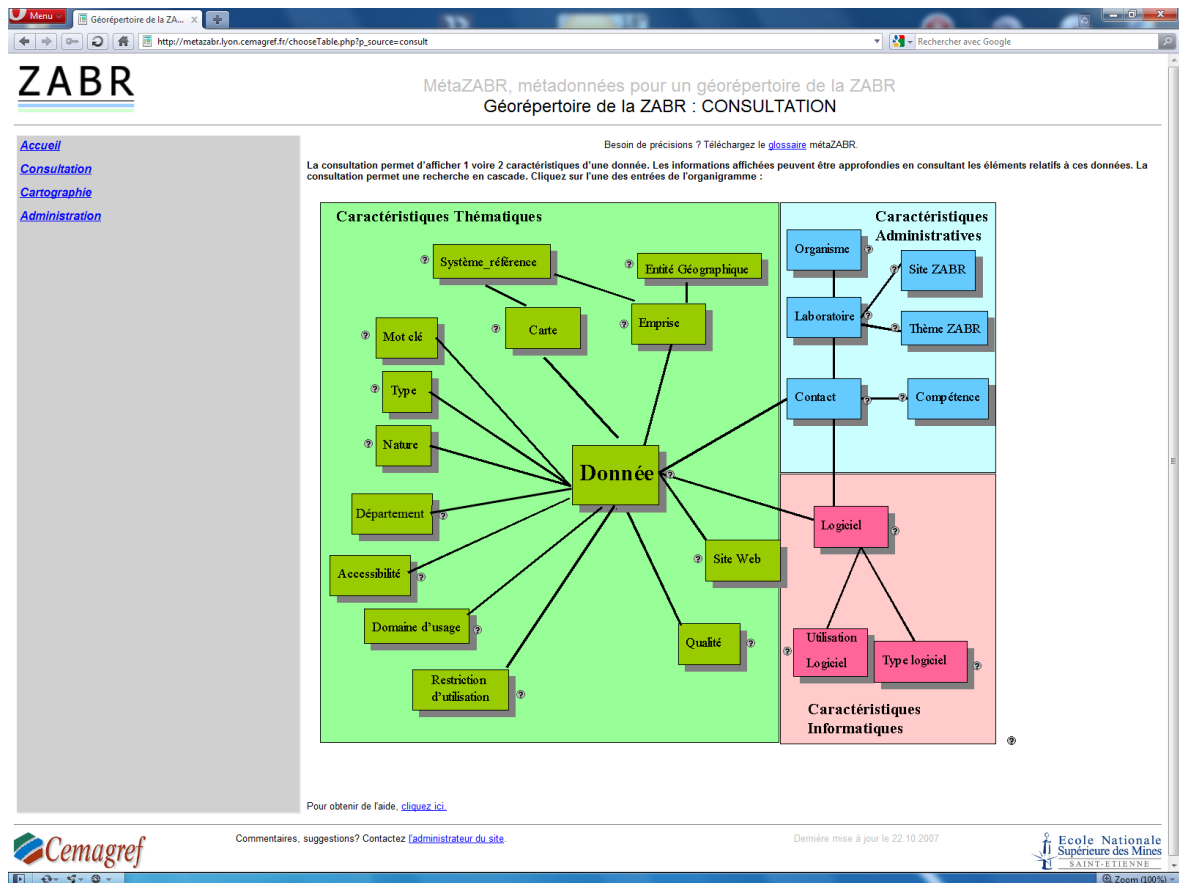 Menu
Géorépertoire de la ZA...
http://metazabr.lyon.cemagref.fr/chooseTable.php?p_source=consult
Rechercher avec Google
ZABR
MétaZABR, métadonnées pour un géorépertoire de la ZABR
Géorépertoire de la ZABR : CONSULTATION
Accueil
Consultation
Cartographie
Administration
Besoin de précisions ? Téléchargez le glossaire métaZABR.
La consultation permet d'afficher 1 voire 2 caractéristiques d'une donnée. Les informations affichées peuvent être approfondies en consultant les éléments relatifs à ces données. La
consultation permet une recherche en cascade. Cliquez sur l'une des entrées de l'organigramme :
Caractéristiques Thématiques
Système_référence
Entité Géographique
Carte
Emprise
Mot clé
Type
Nature
Donnée
Département
Accessibilité
Domaine d'usage
Restriction
d'utilisation
Qualité
Site Web
Caractéristiques
Administratives
Organisme
Site ZABR
Laboratoire
Thème ZABR
Contact
Compétence
Logiciel
Utilisation
Logiciel
Type logiciel
Caractéristiques
Informatiques
Pour obtenir de l'aide, cliquez ici.
Cemagref
Commentaires, suggestions? Contactez l'administrateur du site.
Dernière mise à jour le 22.10.2007
Ecole Nationale
Supérieure des Mines
SAINT-ETIENNE
Zoom (100%)